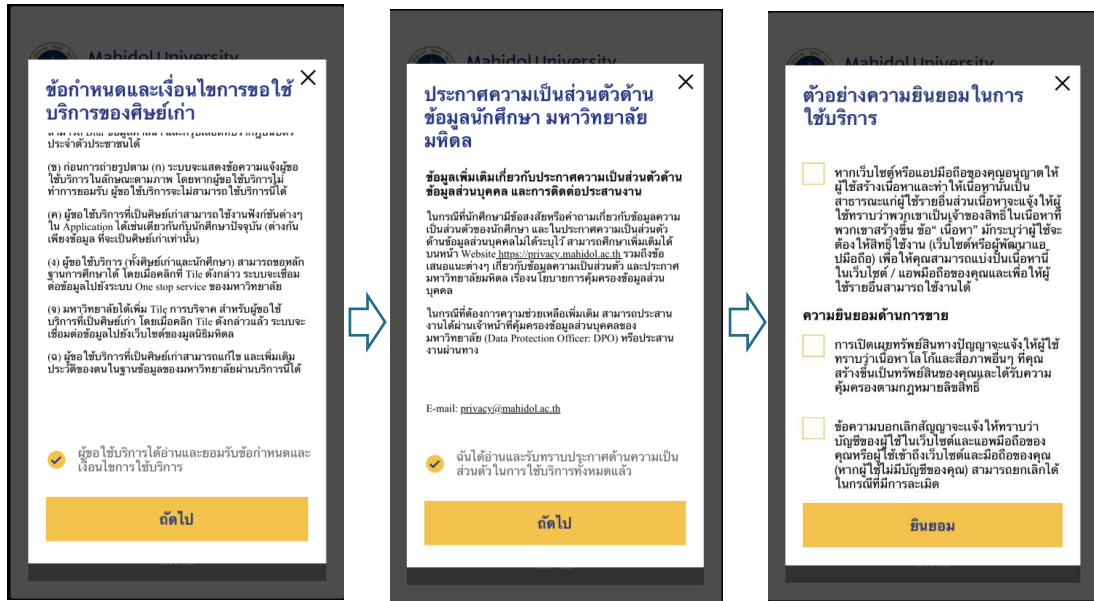 Mahidol University
ข้อกำหนดและเงื่อนไขการขอใช้
บริการของศิษย์เก่า
ประจำตัวประชาชนได้
(ข) ก่อนการถ่ายรูปตาม (ก) ระบบจะแสดงข้อความแจ้งผู้ขอ
ใช้บริการในลักษณะตามภาพ โดยหากผู้ขอใช้บริการไม่
ทำการยอมรับ ผู้ขอใช้บริการจะไม่สามารถใช้บริการนี้ได้
(ค) ผู้ขอใช้บริการที่เป็นศิษย์เก่าสามารถใช้งานฟังก์ชันต่างๆ
ใน Application ได้เช่นเดียวกันกับนักศึกษาปัจจุบัน (ต่างกัน
เพียงข้อมูล ที่จะเป็นศิษย์เก่าเท่านั้น)
(ง) ผู้ขอใช้บริการ (ทั้งศิษย์เก่าและนักศึกษา) สามารถขอหลัก
ฐานการศึกษาได้ โดยเมื่อคลิกที่ Tile ดังกล่าว ระบบจะเชื่อม
ต่อข้อมูลไปยังระบบ One stop service ของมหาวิทยาลัย
(จ) มหาวิทยาลัยได้เพิ่ม Tile การบริจาค สำหรับผู้ขอใช้
บริการที่เป็นศิษย์เก่า โดยเมื่อคลิก Tile ดังกล่าวแล้ว ระบบจะ
เชื่อมต่อข้อมูลไปยังเว็บไซต์ของมูลนิธิมหิดล
(ฉ) ผู้ขอใช้บริการที่เป็นศิษย์เก่าสามารถแก้ไข และเพิ่มเติม
ประวัติของตนในฐานข้อมูลของมหาวิทยาลัยผ่านบริการนี้ได้
ผู้ขอใช้บริการได้อ่านและยอมรับข้อกำหนดและ
เงื่อนไขการใช้บริการ
ถัดไป
Mahidol University
ประกาศความเป็นส่วนตัวด้าน
ข้อมูลนักศึกษา มหาวิทยาลัย
มหิดล
ข้อมูลเพิ่มเติมเกี่ยวกับประกาศความเป็นส่วนตัวด้าน
ข้อมูลส่วนบุคคล และการติดต่อประสานงาน
ในกรณีที่นักศึกษามีข้อสงสัยหรือคำถามเกี่ยวกับข้อมูลความ
เป็นส่วนตัวของนักศึกษา และในประกาศความเป็นส่วนตัว
ด้านข้อมูลส่วนบุคคลไม่ได้ระบุไว้ สามารถศึกษาเพิ่มเติมได้
บนหน้า Website https://privacy.mahidol.ac.th รวมถึงข้อ
เสนอแนะต่างๆ เกี่ยวกับข้อมูลความเป็นส่วนตัว และประกาศ
มหาวิทยาลัยมหิดล เรื่องนโยบายการคุ้มครองข้อมูลส่วน
บุคคล
ในกรณีที่ต้องการความช่วยเหลือเพิ่มเติม สามารถประสาน
งานได้ผ่านเจ้าหน้าที่คุ้มครองข้อมูลส่วนบุคคลของ
มหาวิทยาลัย (Data Protection Officer: DPO) หรือประสาน
งานผ่านทาง
E-mail: privacy@mahidol.ac.th
ฉันได้อ่านและรับทราบประกาศด้านความเป็น
ส่วนตัวในการใช้บริการทั้งหมดแล้ว
ถัดไป
Mahidol University
ตัวอย่างความยินยอมในการ
ใช้บริการ
หากเว็บไซต์หรือแอปมือถือของคุณอนุญาตให้
ผู้ใช้สร้างเนื้อหาและทำให้เนื้อหานั้นเป็น
สาธารณะแก่ผู้ใช้รายอื่นส่วนเนื้อหาจะแจ้งให้ผู้
ใช้ทราบว่าพวกเขาเป็นเจ้าของสิทธิ์ในเนื้อหาที่
พวกเขาสร้างขึ้น ข้อ“ เนื้อหา” มักระบุว่าผู้ใช้จะ
ต้องให้สิทธิ์ใช้งาน (เว็บไซต์หรือผู้พัฒนาแอ
ปมือถือ) เพื่อให้คุณสามารถแบ่งปันเนื้อหานี้
ในเว็บไซต์ / แอพมือถือของคุณและเพื่อให้ผู้
ใช้รายอื่นสามารถใช้งานได้
ความยินยอมด้านการขาย
การเปิดเผยทรัพย์สินทางปัญญาจะแจ้งให้ผู้ใช้
ทราบว่าเนื้อหาโลโก้และสื่อภาพอื่นๆ ที่คุณ
สร้างขึ้นเป็นทรัพย์สินของคุณและได้รับความ
คุ้มครองตามกฎหมายลิขสิทธิ์
ข้อความบอกเลิกสัญญาจะแจ้งให้ทราบว่า
บัญชีของผู้ใช้ในเว็บไซต์และแอพมือถือของ
คุณหรือผู้ใช้เข้าถึงเว็บไซต์และมือถือของคุณ
(หากผู้ใช้ไม่มีบัญชีของคุณ) สามารถยกเลิกได้
ในกรณีที่มีการละเมิด
ยินยอม